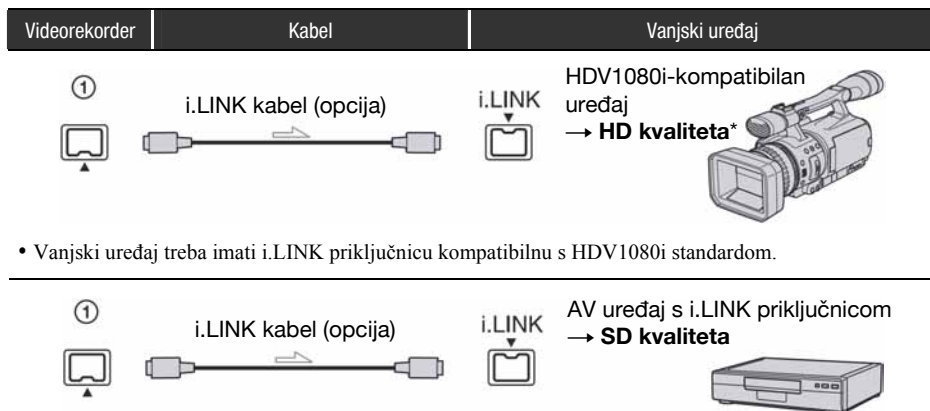 Videorekorder Kabel Vanjski uređaj
①
i.LINK kabel (opcija)
i.LINK
HDV1080i-kompatibilan
uređaj
→ HD kvaliteta*
• Vanjski uređaj treba imati i.LINK priključnicu kompatibilnu s HDV1080i standardom.
①
i.LINK kabel (opcija)
i.LINK
AV uređaj s i.LINK priključnicom
→ SD kvaliteta